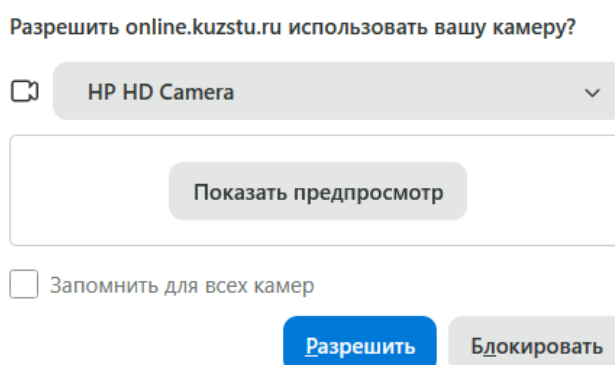 Разрешить online.kuzstu.ru использовать вашу камеру?
HP HD Camera
Показать предпросмотр
Запомнить для всех камер
Разрешить
Блокировать